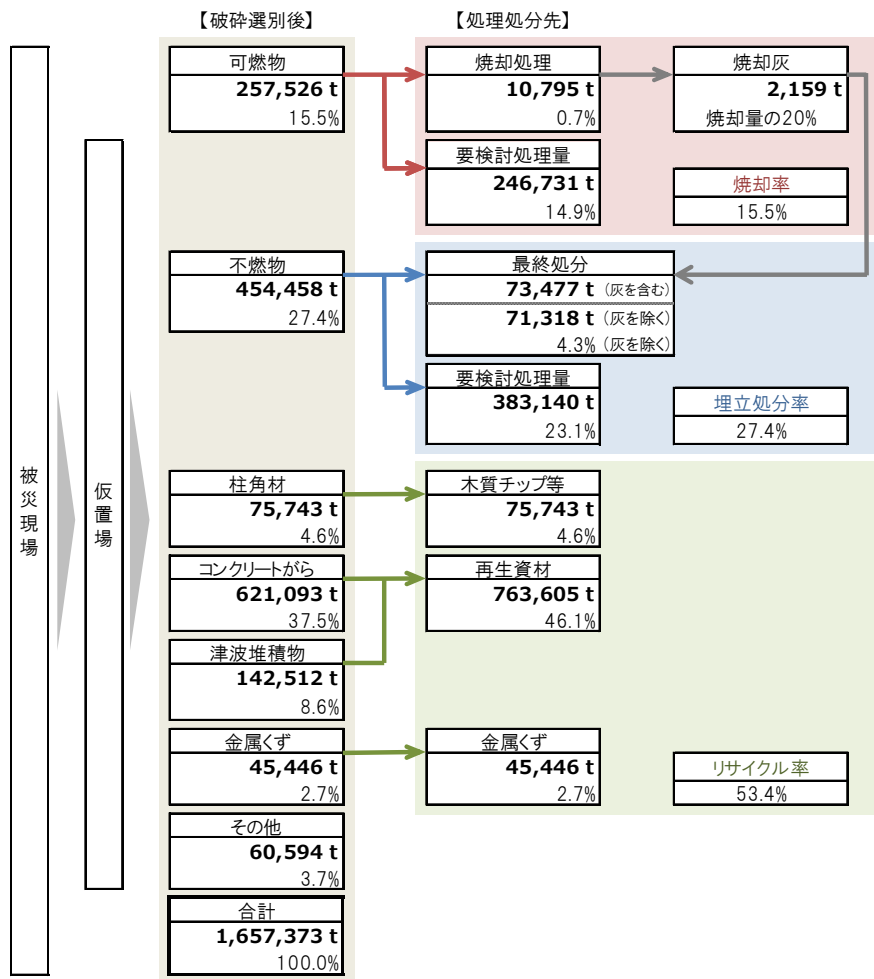 【破砕選別後】
【処理処分先】
被災現場
仮置場
可燃物
257,526 t
15.5%
焼却処理
10,795 t
0.7%
焼却灰
2,159 t
焼却量の20%
要検討処理量
246,731 t
14.9%
焼却率
15.5%
不燃物
454,458 t
27.4%
最終処分
73,477 t (灰を含む)
71,318 t (灰を除く)
4.3% (灰を除く)
要検討処理量
383,140 t
23.1%
埋立処分率
27.4%
柱角材
75,743 t
4.6%
木質チップ等
75,743 t
4.6%
コンクリートがら
621,093 t
37.5%
再生資材
763,605 t
46.1%
津波堆積物
142,512 t
8.6%
金属くず
45,446 t
2.7%
金属くず
45,446 t
2.7%
リサイクル率
53.4%
その他
60,594 t
3.7%
合計
1,657,373 t
100.0%